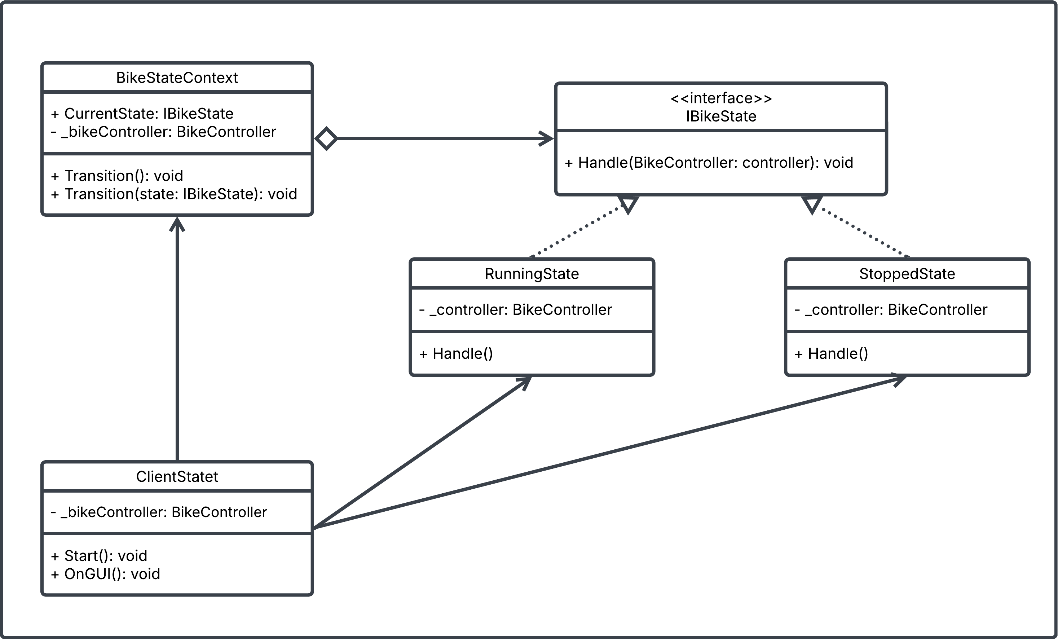 BikeStateContext
+ CurrentState: IBikeState
- _bikeController: BikeController
+ Transition(): void
+ Transition(state: IBikeState): void
<<interface>>
IBikeState
+ Handle(BikeController: controller): void
RunningState
- _controller: BikeController
+ Handle()
StoppedState
- _controller: BikeController
+ Handle()
ClientStatet
- _bikeController: BikeController
+ Start(): void
+ OnGUI(): void